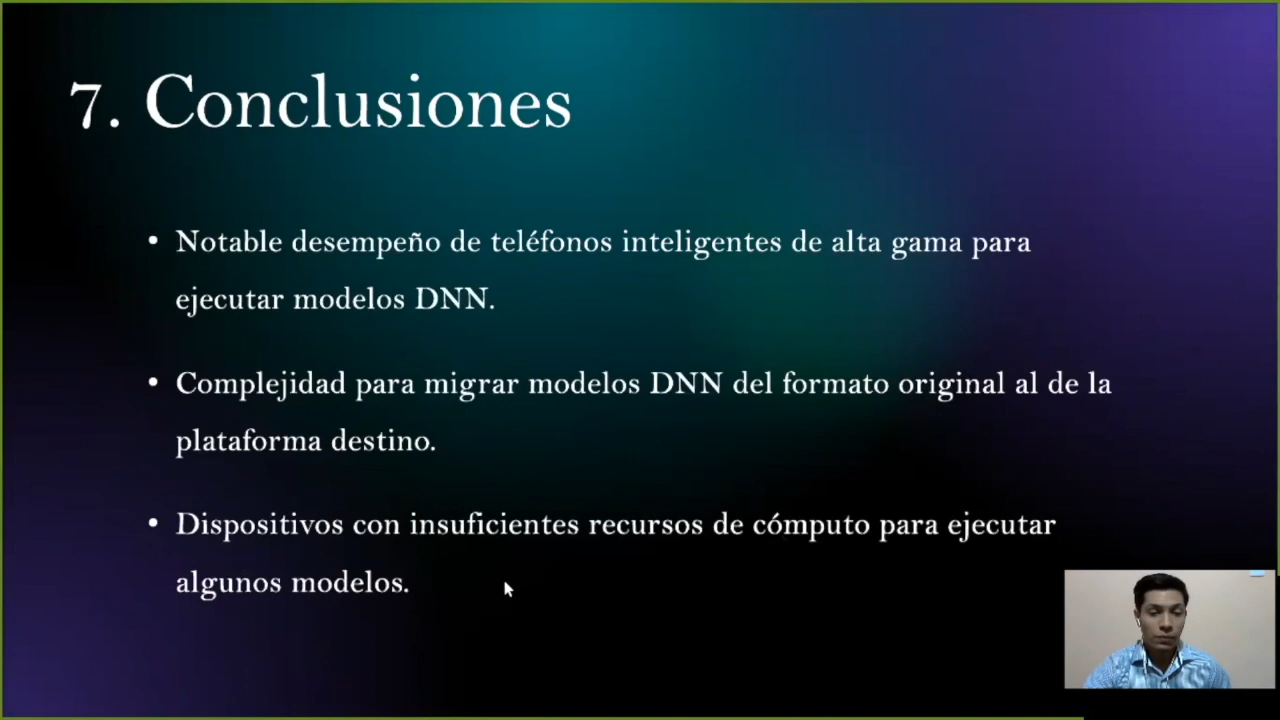 7. Conclusiones
• Notable desempeño de teléfonos inteligentes de alta gama para
ejecutar modelos DNN.
• Complejidad para migrar modelos DNN del formato original al de la
plataforma destino.
• Dispositivos con insuficientes recursos de cómputo para ejecutar
algunos modelos.